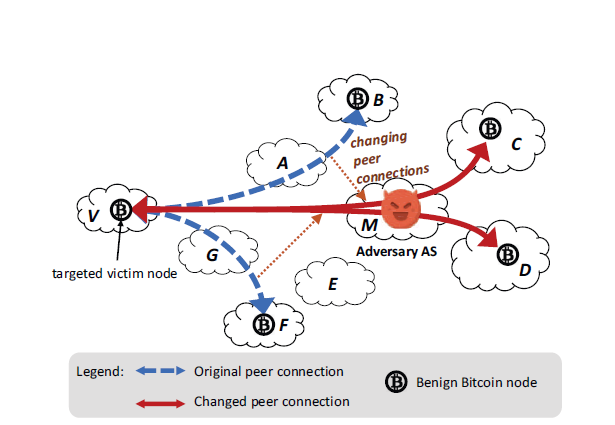 B
changing
peer
connections
C
A
V
M
Adversary AS
G
targeted victim node
E
D
F
Legend:
Original peer connection
Benign Bitcoin node
Changed peer connection